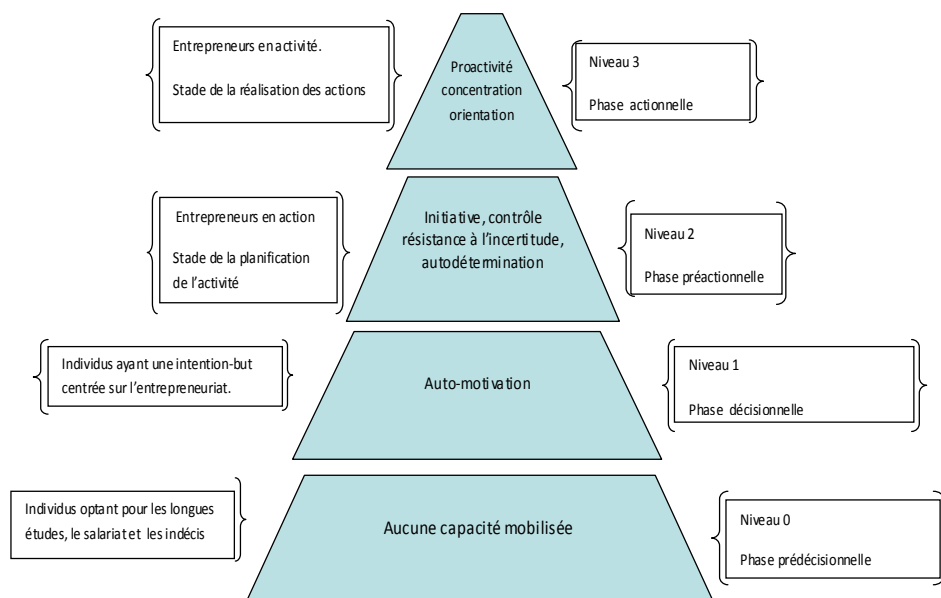 Entrepreneurs en activité.
Stade de la réalisation des actions
Proactivité
concentration
orientation
Niveau 3
Phase actionnelle
Entrepreneurs en action
Stade de la planification
de l’activité
Initiative, contrôle
résistance à l’incertitude,
autodétermination
Niveau 2
Phase préactionnelle
Individus ayant une intention-but
centrée sur l’entrepreneuriat.
Auto-motivation
Niveau 1
Phase décisionnelle
Individus optant pour les longues
études, le salariat et les indécis
Aucune capacité mobilisée
Niveau 0
Phase prédécisionnelle